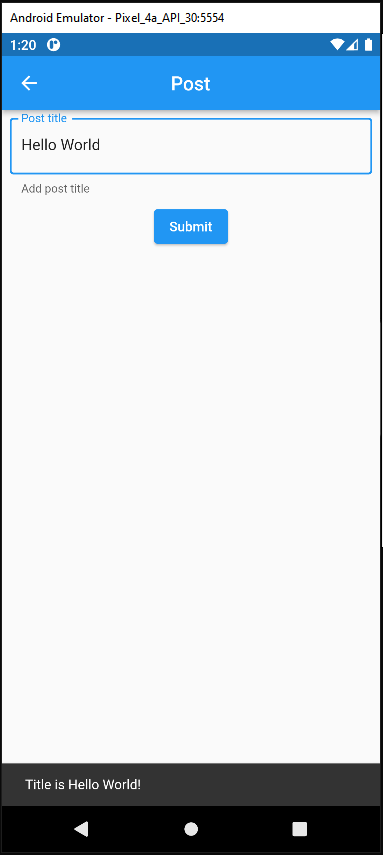 Android Emulator - Pixel_4a_API_30:5554
1:20
Post
Post title
Hello World
Add post title
Submit
Title is Hello World!